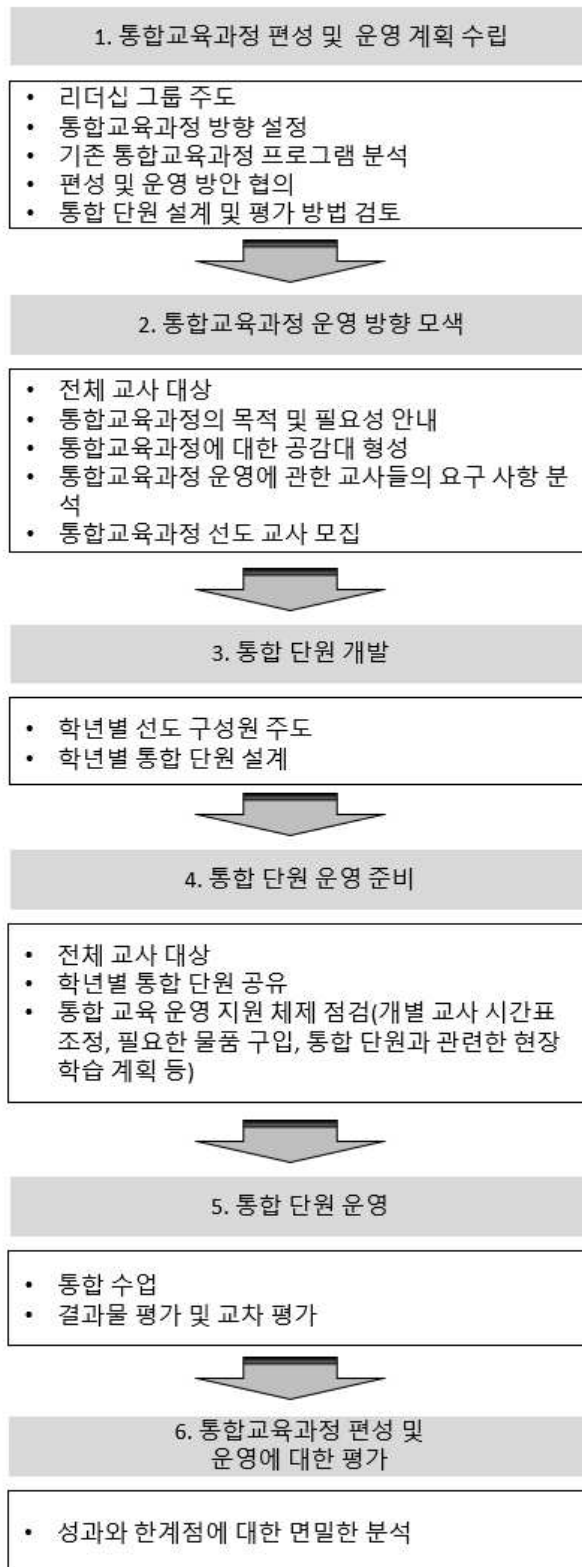 1. 통합교육과정 편성 및 운영 계획 수립
• 리더십 그룹 주도
• 통합교육과정 방향 설정
• 기존 통합교육과정 프로그램 분석
• 편성 및 운영 방안 협의
• 통합 단원 설계 및 평가 방법 검토
2. 통합교육과정 운영 방향 모색
• 전체 교사 대상
• 통합교육과정의 목적 및 필요성 안내
• 통합교육과정에 대한 공감대 형성
• 통합교육과정 운영에 관한 교사들의 요구 사항 분
석
• 통합교육과정 선도 교사 모집
3. 통합 단원 개발
• 학년별 선도 구성원 주도
• 학년별 통합 단원 설계
4. 통합 단원 운영 준비
• 전체 교사 대상
• 학년별 통합 단원 공유
• 통합 교육 운영 지원 체제 점검(개별 교사 시간표
조정, 필요한 물품 구입, 통합 단원과 관련한 현장
학습 계획 등)
5. 통합 단원 운영
• 통합 수업
• 결과물 평가 및 교차 평가
6. 통합교육과정 편성 및
운영에 대한 평가
• 성과와 한계점에 대한 면밀한 분석